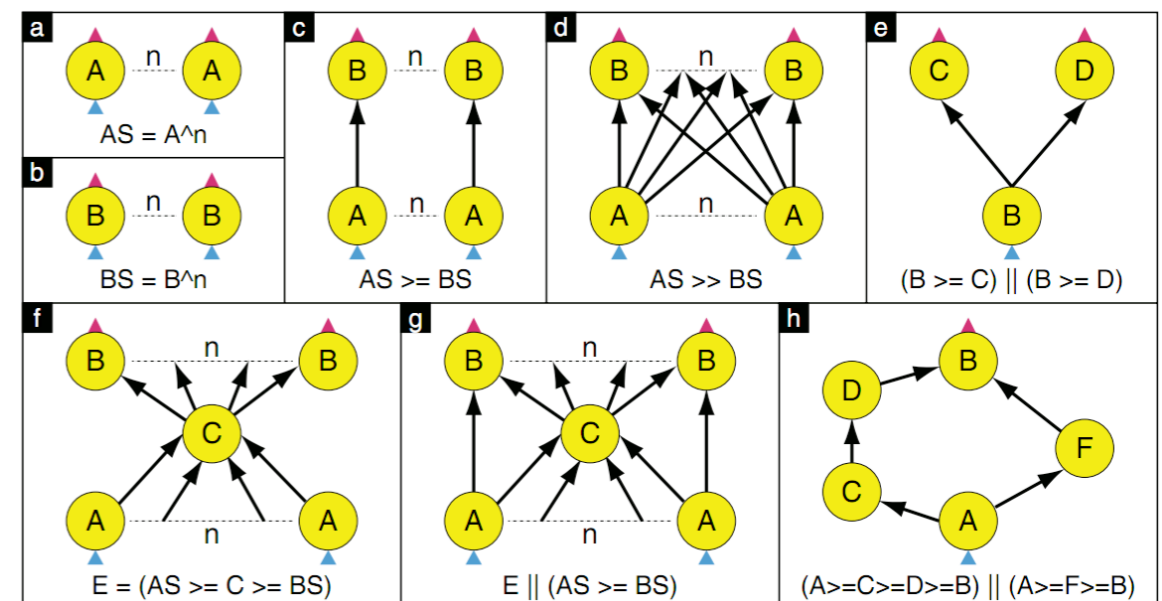 a
A n A
AS = A^n
b
B n B
BS = B^n
c
B n B
A n A
AS >= BS
d
B n B
A n A
AS >> BS
e
C D
B
(B >= C) || (B >= D)
f
B n B
C
A n A
E = (AS >= C >= BS)
g
B n B
C
A n A
E || (AS >= BS)
h
B
D
F
C
A
(A>=C>=D>=B) || (A>=F>=B)